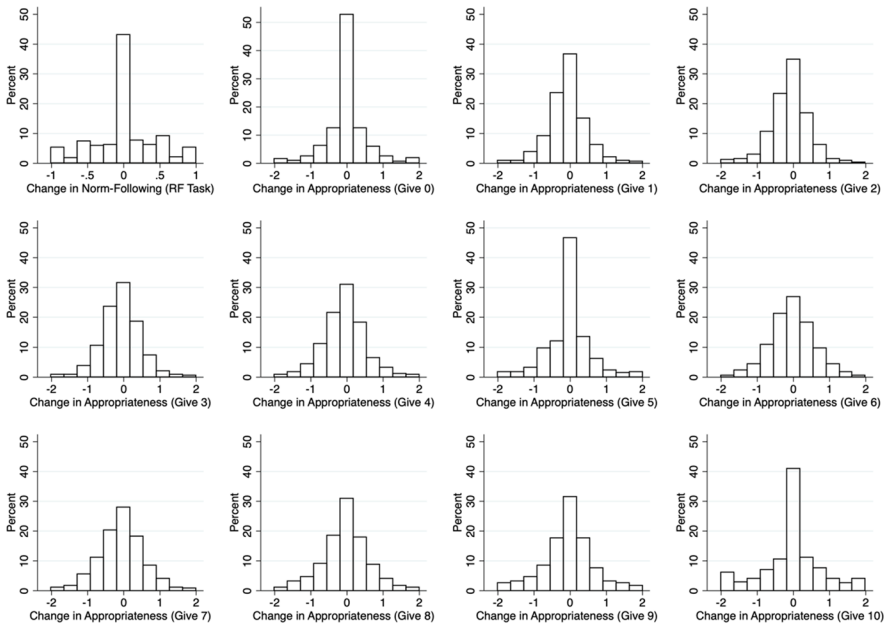 Percent
0 10 20 30 40 50
-1 -.5 0 .5 1
Change in Norm-Following (RF Task)
Percent
0 10 20 30 40 50
-2 -1 0 1 2
Change in Appropriateness (Give 0)
Percent
0 10 20 30 40 50
-2 -1 0 1 2
Change in Appropriateness (Give 1)
Percent
0 10 20 30 40 50
-2 -1 0 1 2
Change in Appropriateness (Give 2)
Percent
0 10 20 30 40 50
-2 -1 0 1 2
Change in Appropriateness (Give 3)
Percent
0 10 20 30 40 50
-2 -1 0 1 2
Change in Appropriateness (Give 4)
Percent
0 10 20 30 40 50
-2 -1 0 1 2
Change in Appropriateness (Give 5)
Percent
0 10 20 30 40 50
-2 -1 0 1 2
Change in Appropriateness (Give 6)
Percent
0 10 20 30 40 50
-2 -1 0 1 2
Change in Appropriateness (Give 7)
Percent
0 10 20 30 40 50
-2 -1 0 1 2
Change in Appropriateness (Give 8)
Percent
0 10 20 30 40 50
-2 -1 0 1 2
Change in Appropriateness (Give 9)
Percent
0 10 20 30 40 50
-2 -1 0 1 2
Change in Appropriateness (Give 10)